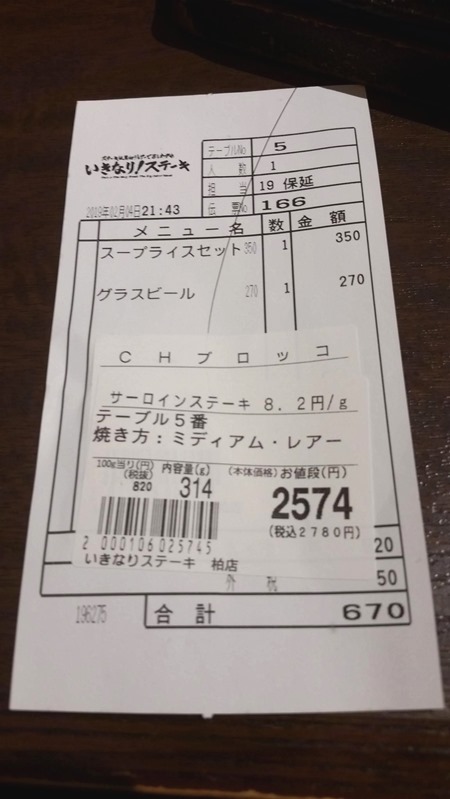 いきなり!ステーキ
テーブルNo 5
人数 1
担当 19 保延
2019年02月04日21:43
伝票No 166
メニュー名 数 金額
スープライスセット 350 1 350
グラスビール 270 1 270
CHブロッコ
サーロインステーキ 8.2円/g
テーブル5番
焼き方:ミディアム・レアー
100g当り(円) 内容量(g) (本体価格) お値段(円)
(税抜)
820 314 2574
(税込2780円)
2 000106 025745
20
いきなりステーキ 柏店
外税 50
196275 合計 670